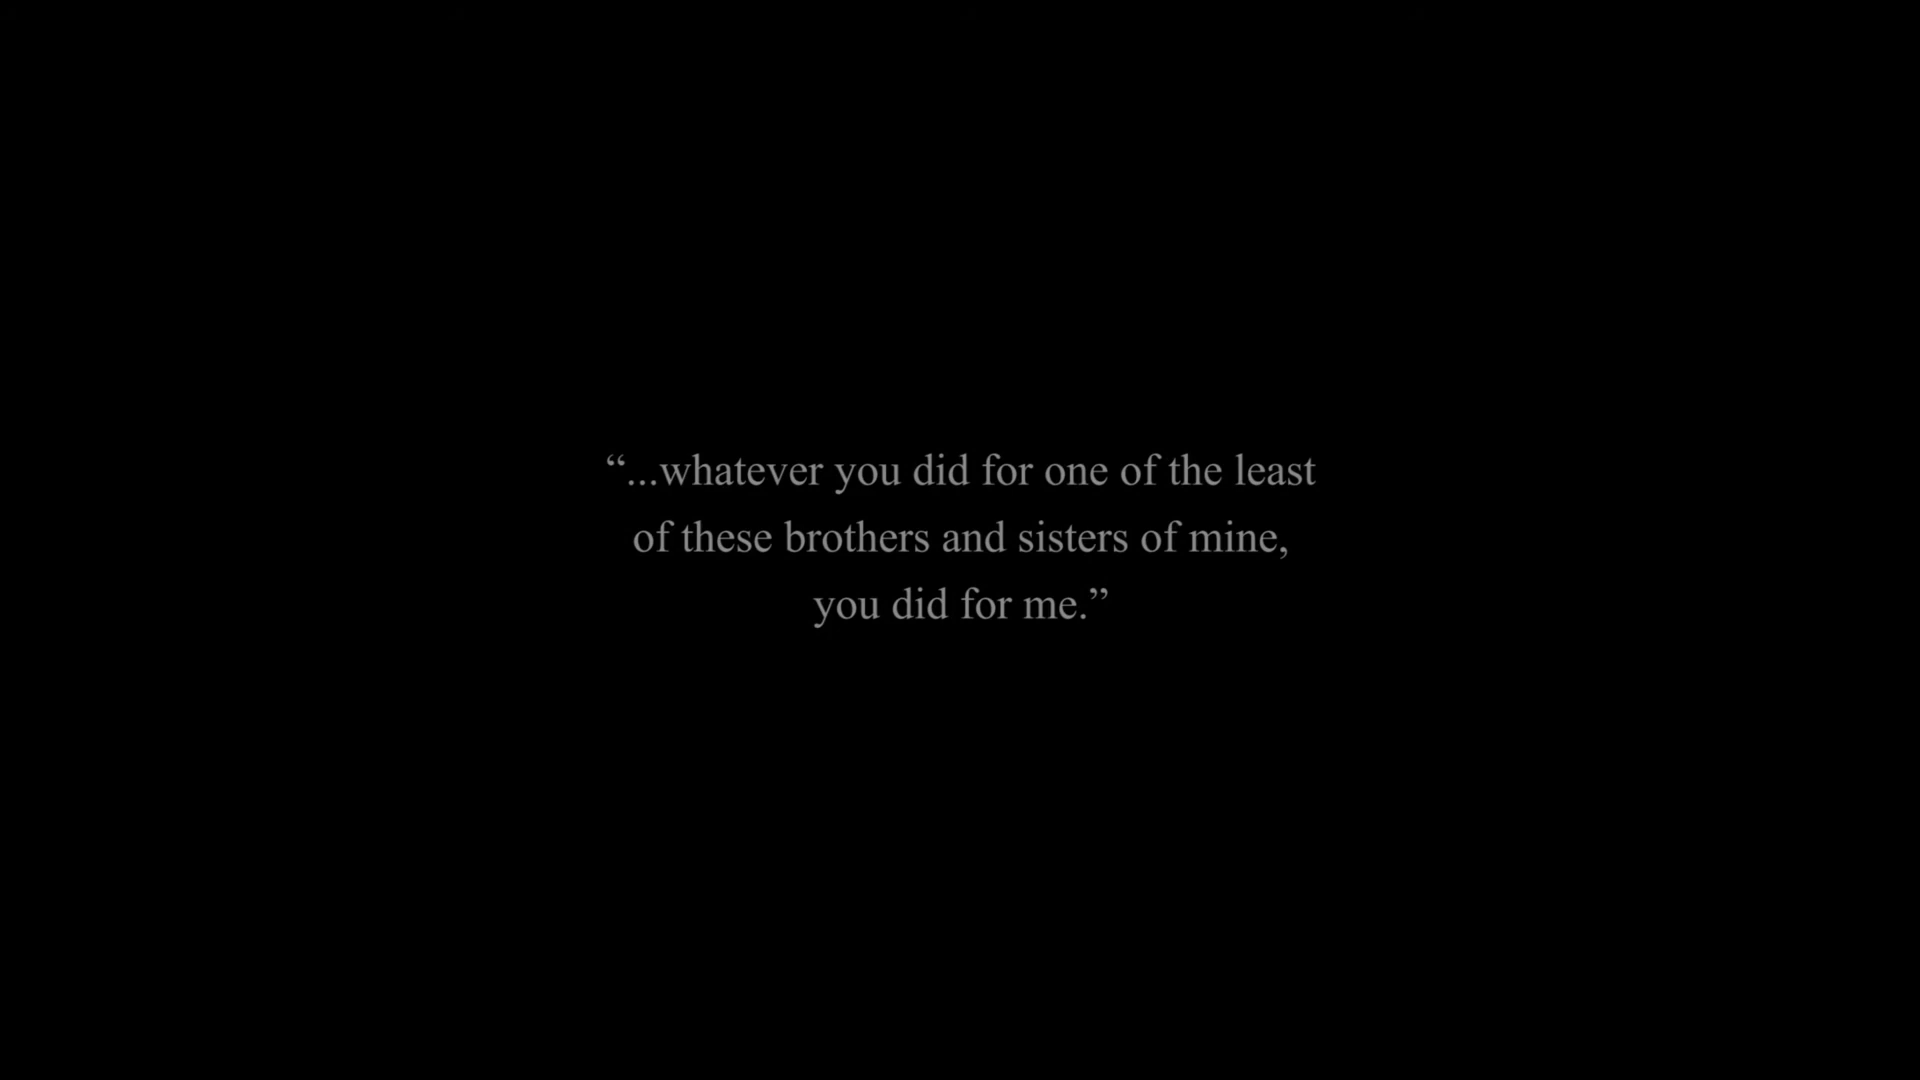 “...whatever you did for one of the least
of these brothers and sisters of mine,
you did for me.”